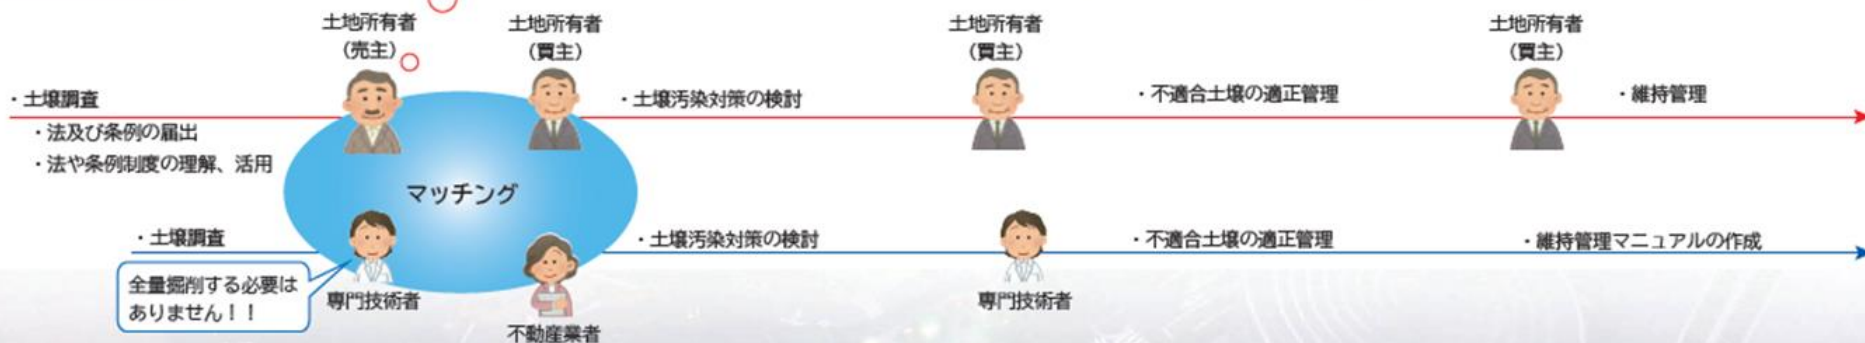 土地所有者
（売主）
土地所有者
（買主）
土地所有者
（買主）
土地所有者
（買主）
・土壌調査
・法及び条例の届出
・法や条例制度の理解、活用
・土壌汚染対策の検討
・不適合土壌の適正管理
・維持管理
マッチング
・土壌調査
・土壌汚染対策の検討
・不適合土壌の適正管理
・維持管理マニュアルの作成
全量掘削する必要は
ありません！！
専門技術者
不動産業者
専門技術者